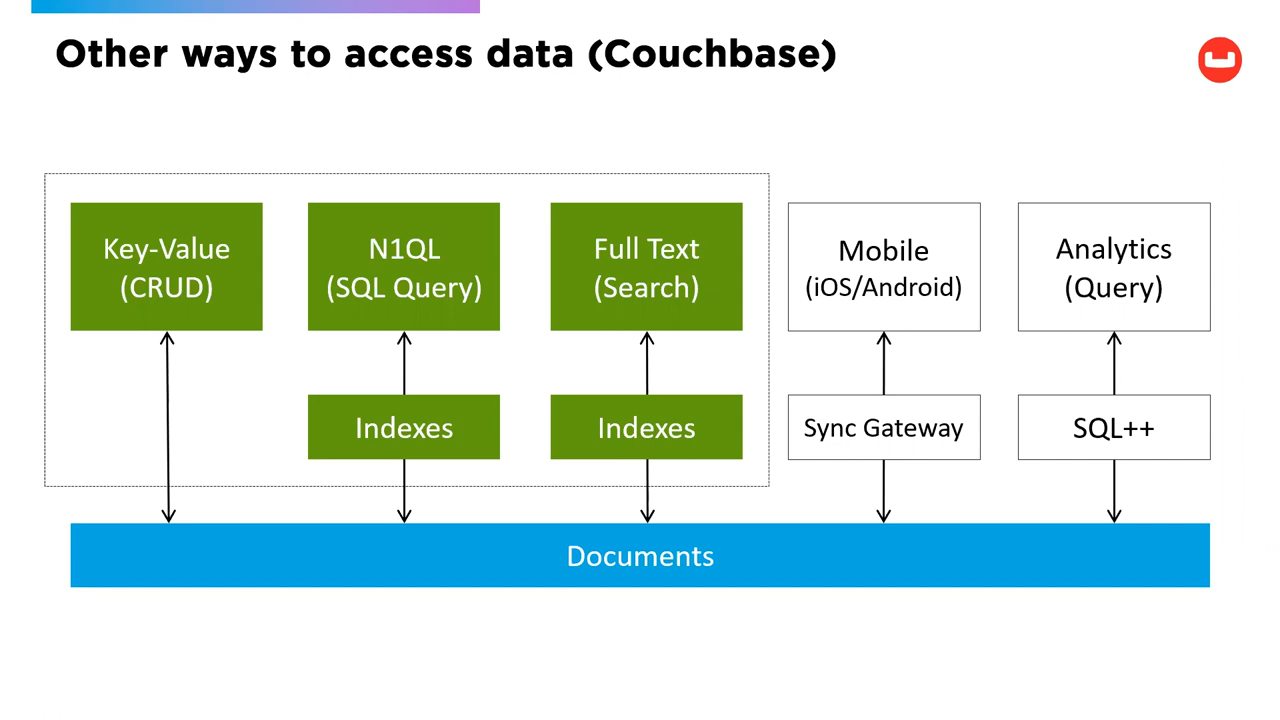 Other ways to access data (Couchbase)
Key-Value
(CRUD)
N1QL
(SQL Query)
Full Text
(Search)
Mobile
(iOS/Android)
Analytics
(Query)
Indexes
Indexes
Sync Gateway
SQL++
Documents